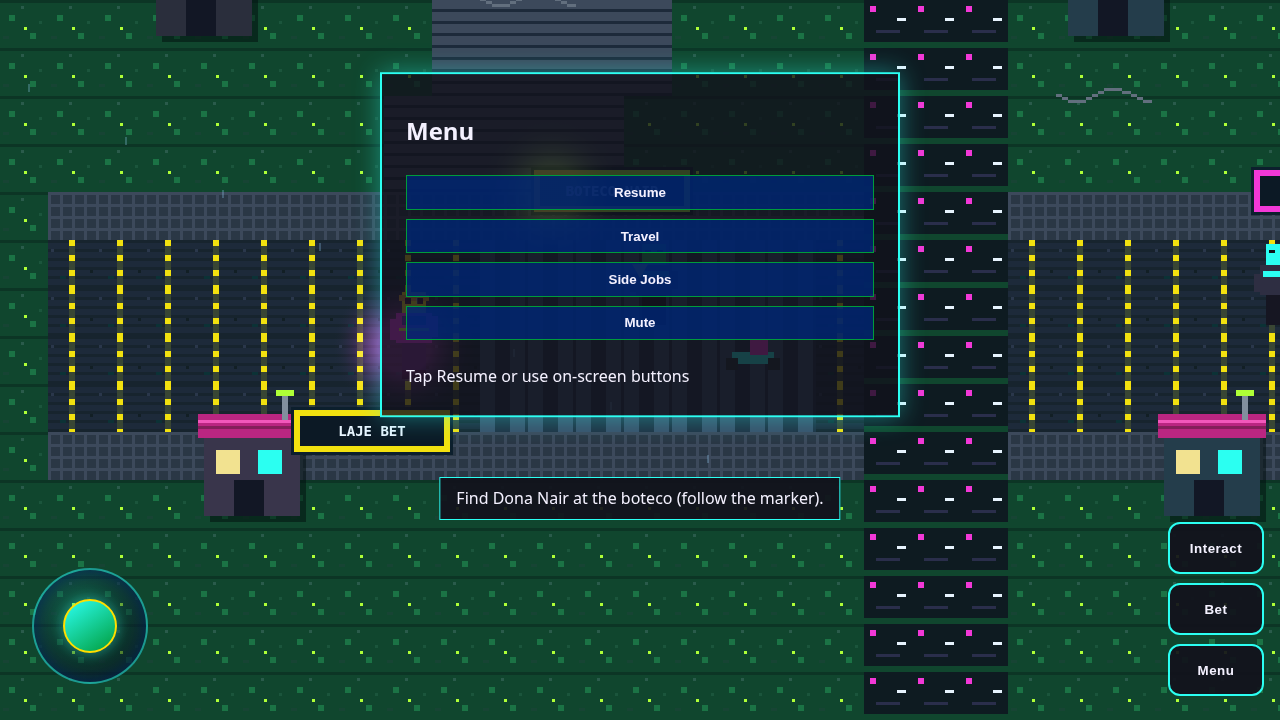 Menu
BOTECO
Resume
Travel
Side Jobs
Mute
Tap Resume or use on-screen buttons
LAJE BET
Find Dona Nair at the boteco (follow the marker).
Interact
Bet
Menu